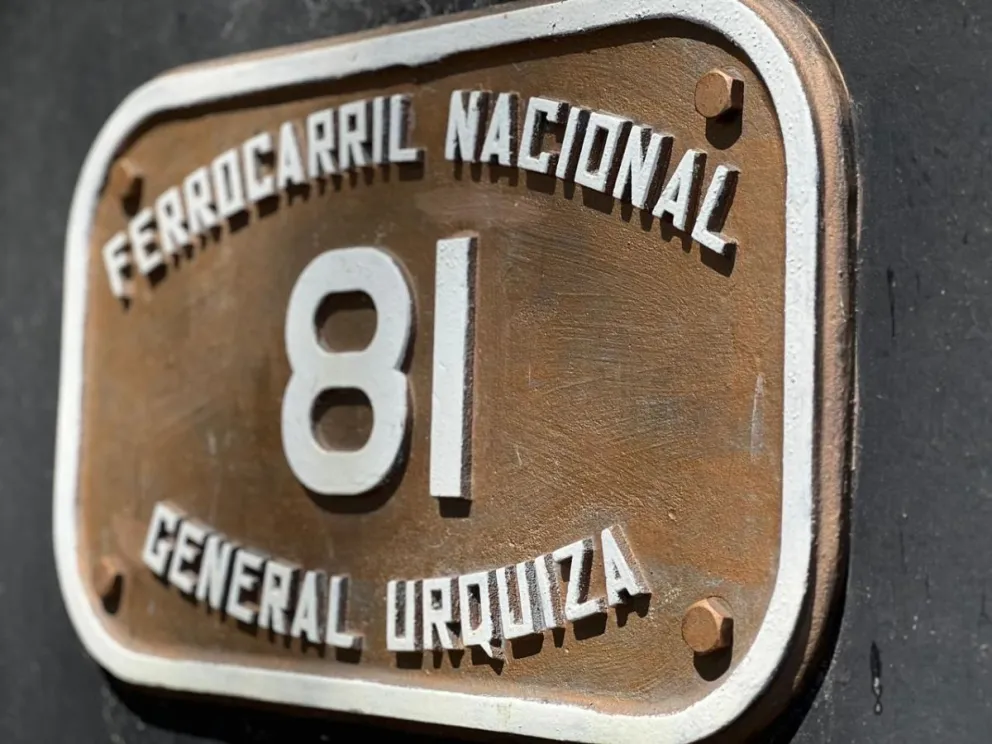 FERROCARRIL NACIONAL
81
GENERAL URQUIZA